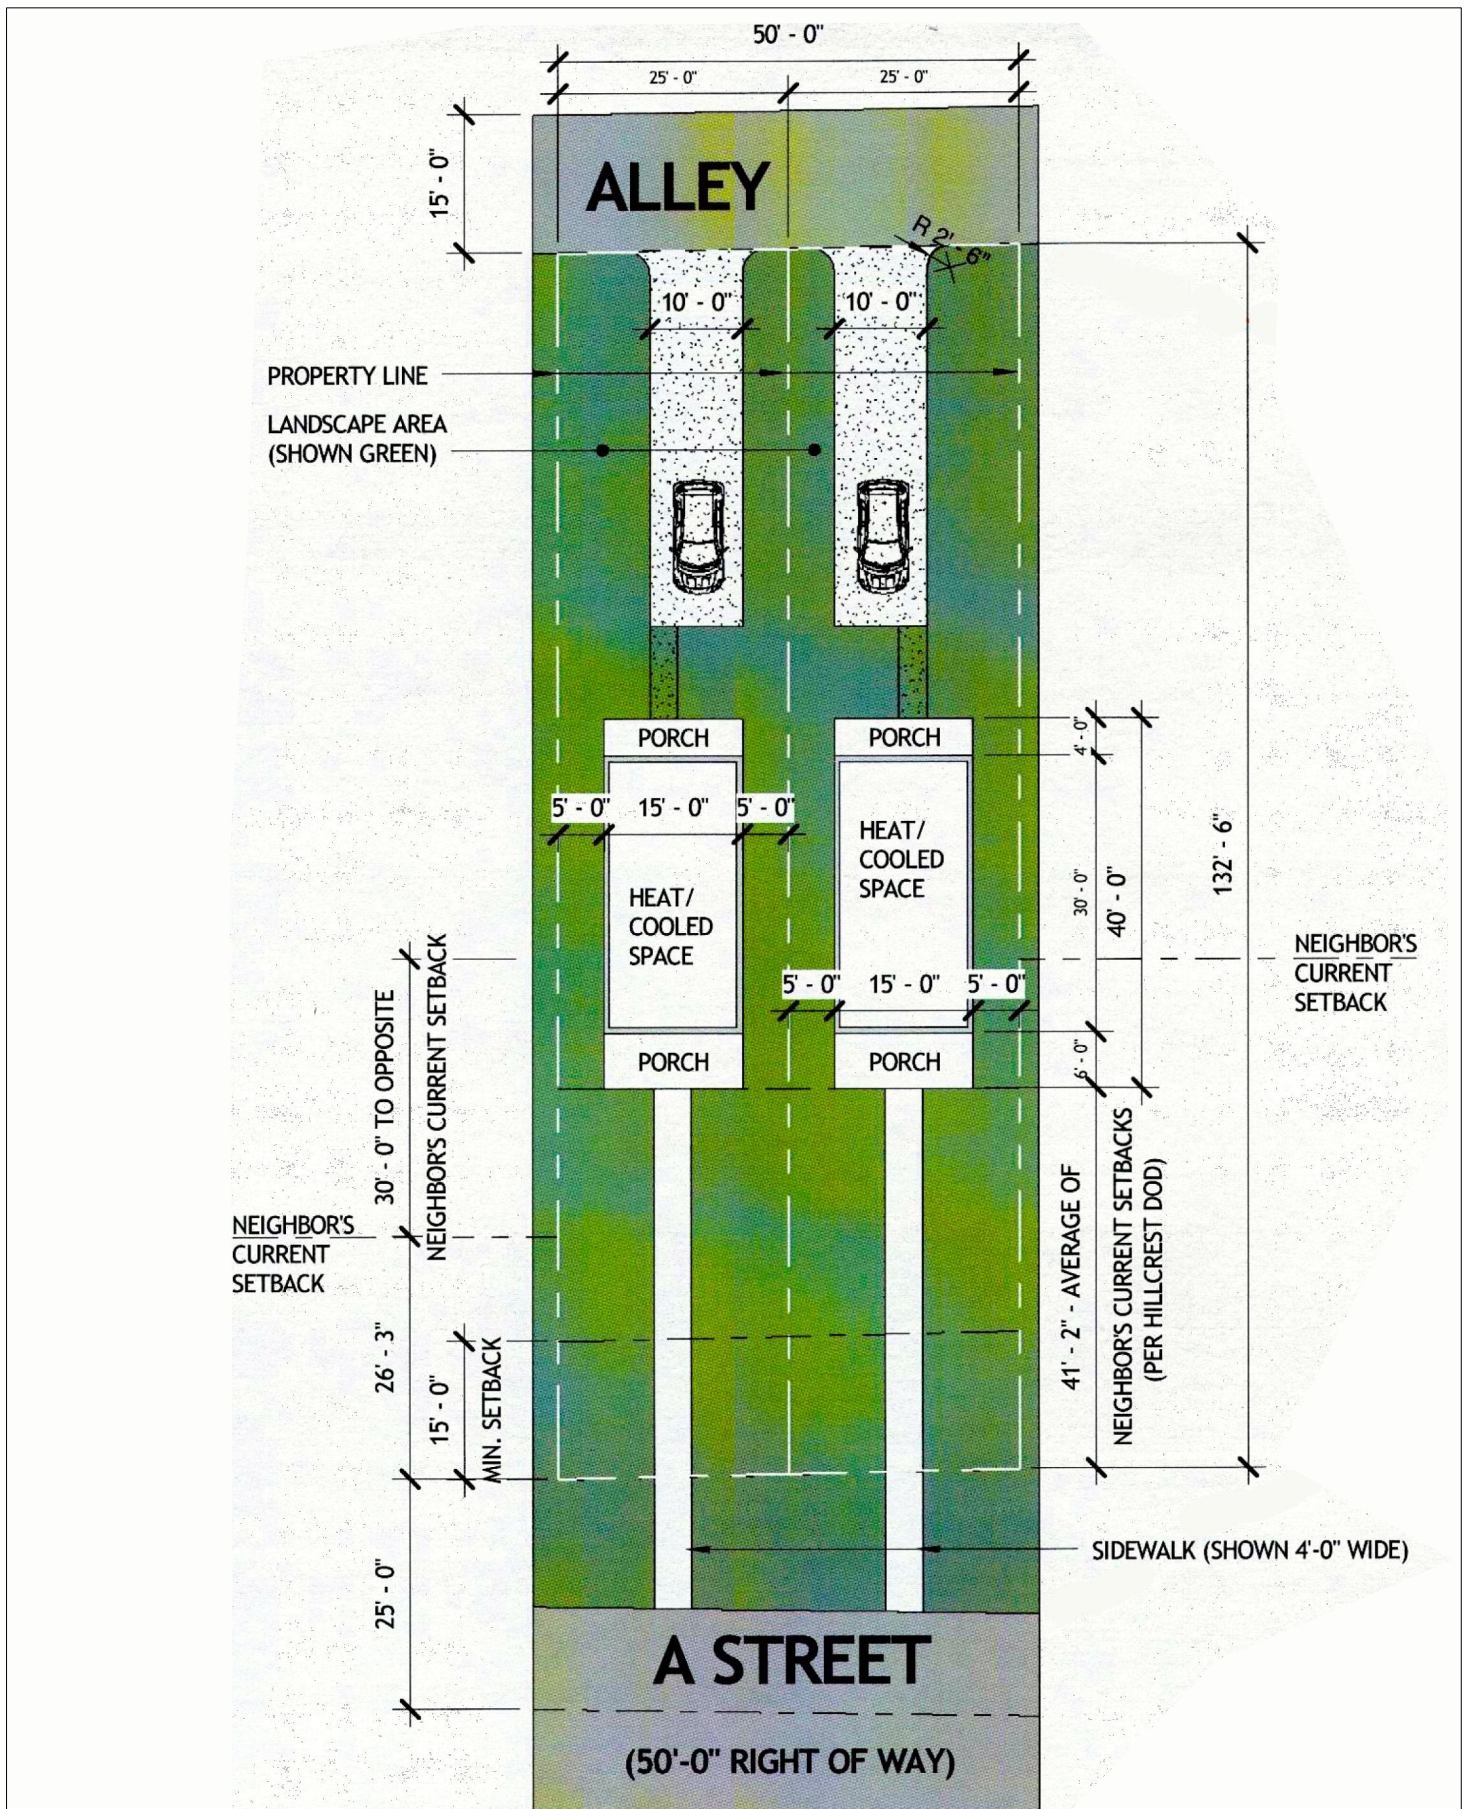 50' - 0"
25' - 0"
25' - 0"
15' - 0"
ALLEY
R 2' - 6"
10' - 0"
10' - 0"
PROPERTY LINE
LANDSCAPE AREA
(SHOWN GREEN)
PORCH
PORCH
4' - 0"
5' - 0"
15' - 0"
5' - 0"
HEAT/
COOLED
SPACE
HEAT/
COOLED
SPACE
30' - 0"
40' - 0"
132' - 6"
5' - 0"
15' - 0"
5' - 0"
NEIGHBOR'S
CURRENT
SETBACK
30' - 0" TO OPPOSITE
NEIGHBOR'S CURRENT SETBACK
PORCH
PORCH
6' - 0"
NEIGHBOR'S
CURRENT
SETBACK
41' - 2" - AVERAGE OF
NEIGHBOR'S CURRENT SETBACKS
(PER HILLCREST DOD)
26' - 3"
15' - 0"
MIN. SETBACK
25' - 0"
SIDEWALK (SHOWN 4'-0" WIDE)
A STREET
(50'-0" RIGHT OF WAY)